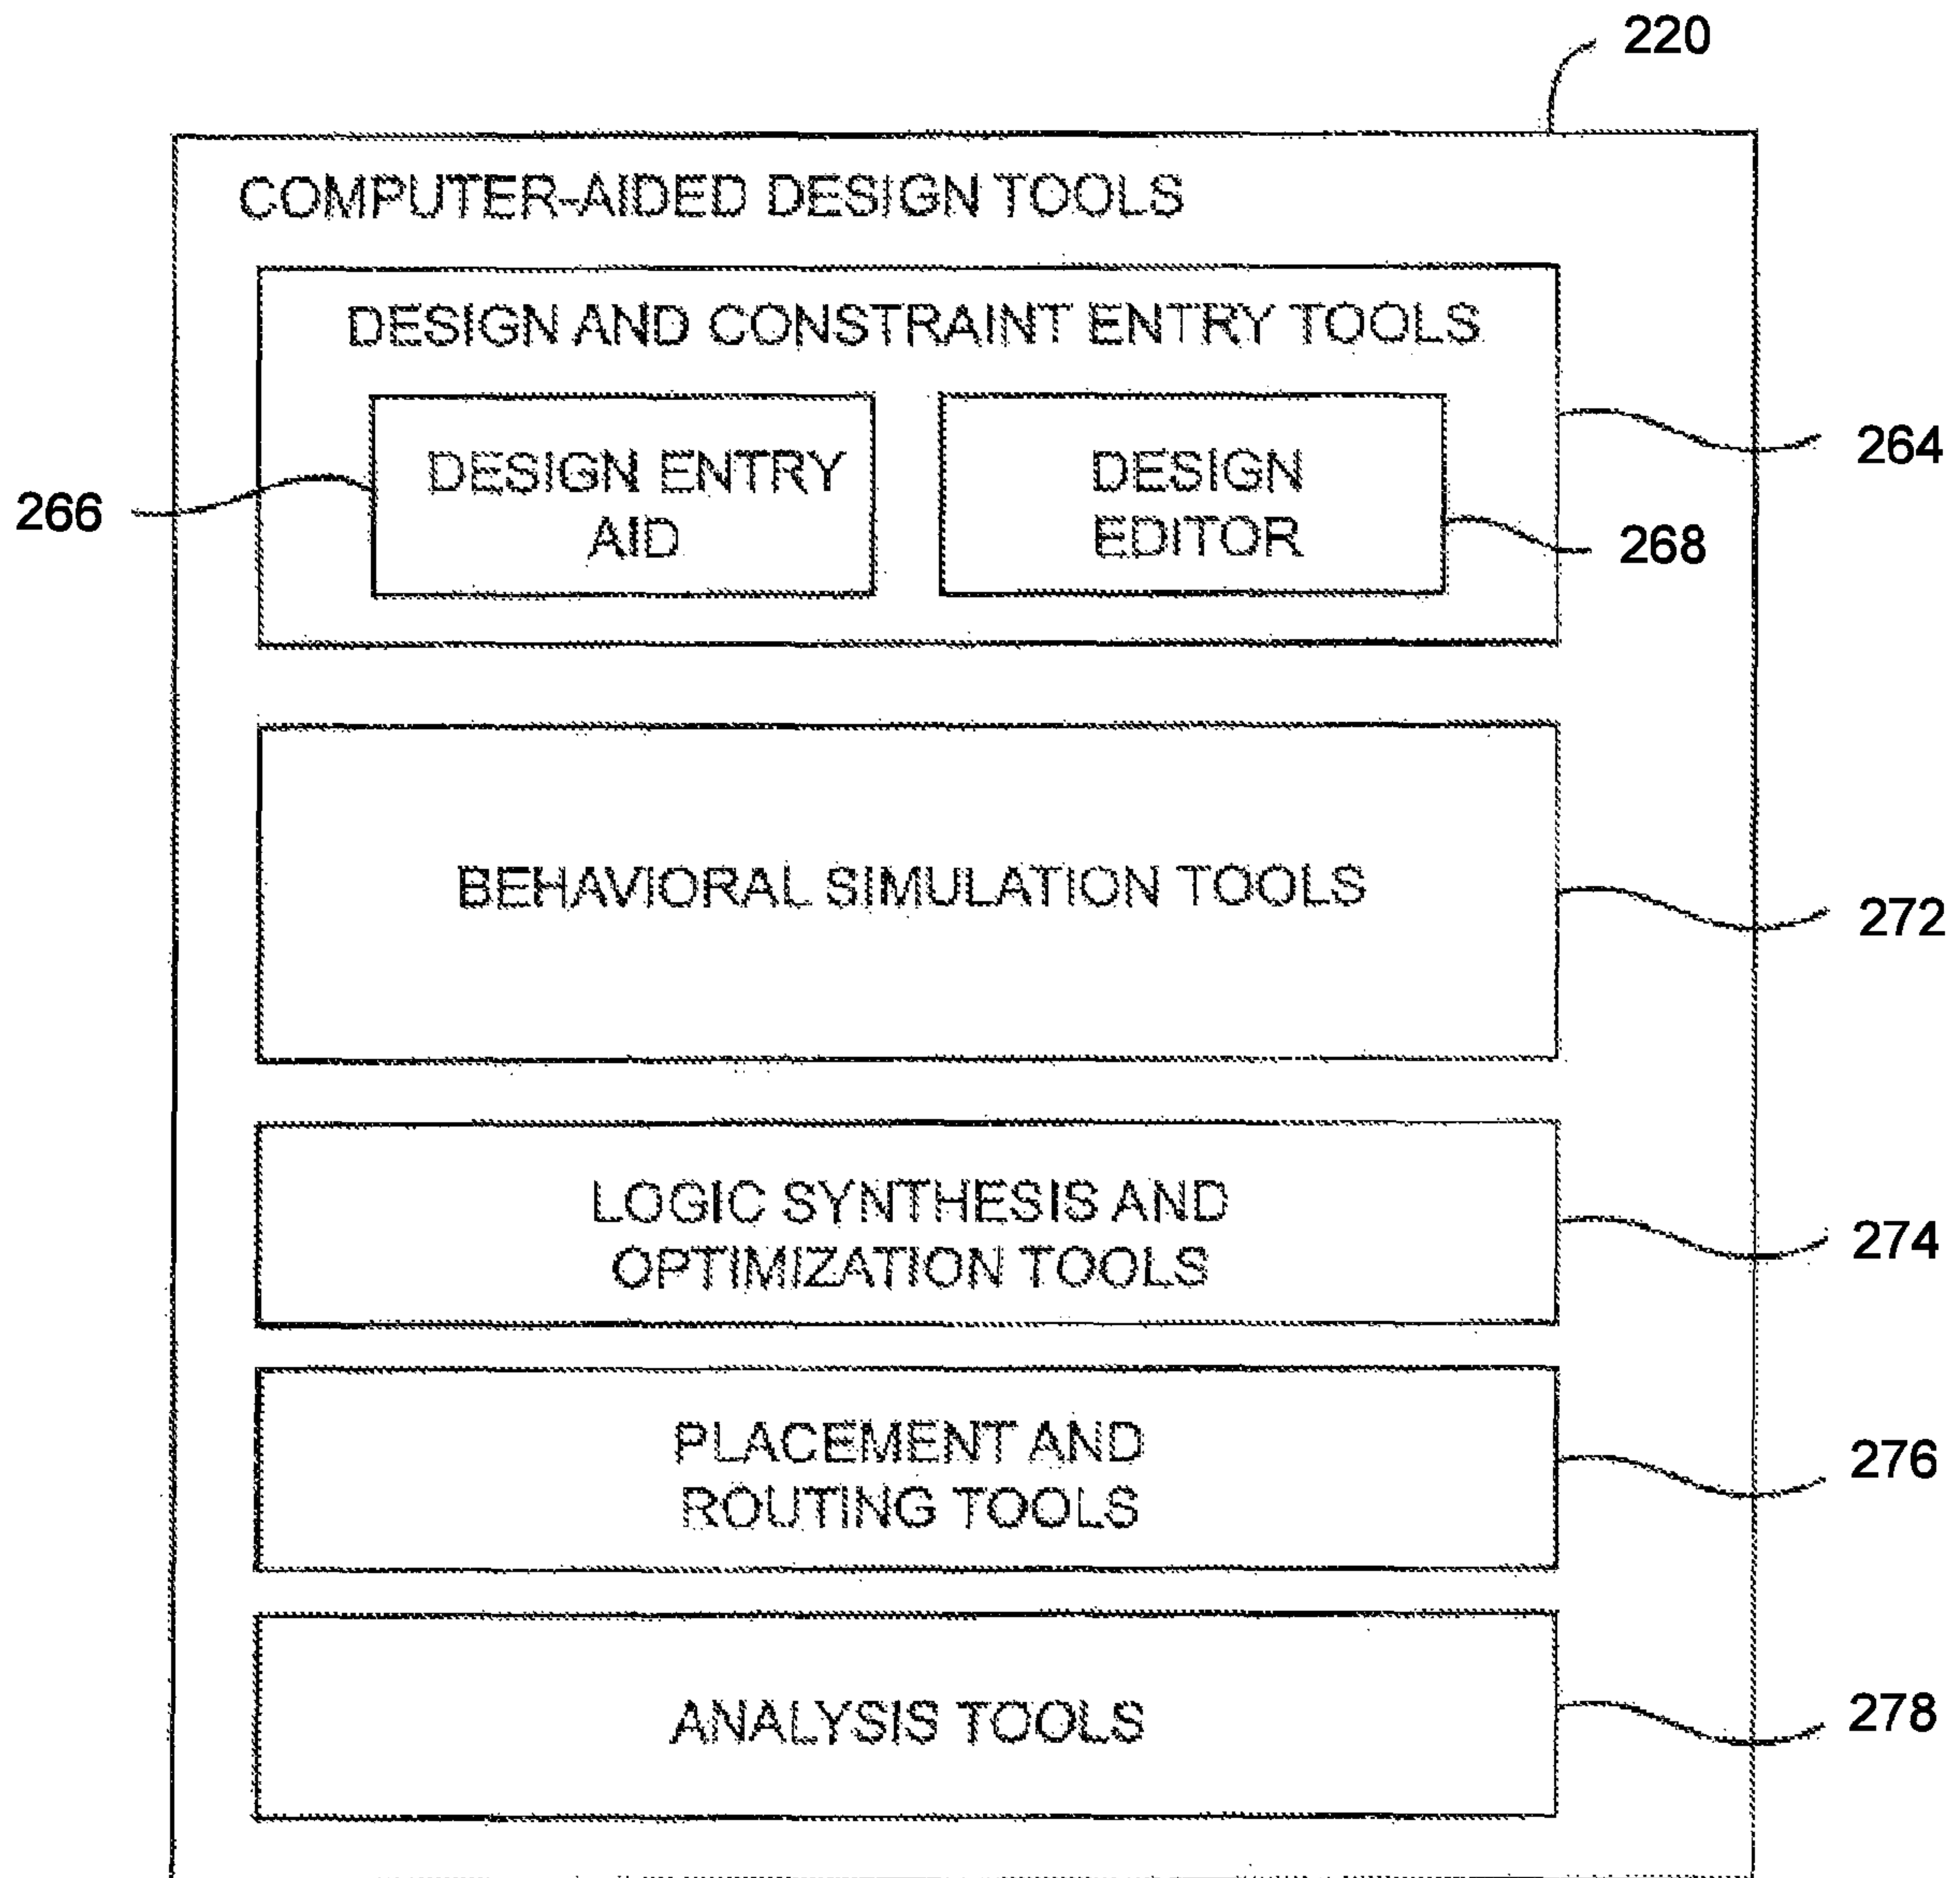 220
COMPUTER-AIDED DESIGN TOOLS
DESIGN AND CONSTRAINT ENTRY TOOLS
264
266
DESIGN ENTRY
AID
DESIGN
EDITOR
268
BEHAVIORAL SIMULATION TOOLS
272
LOGIC SYNTHESIS AND
OPTIMIZATION TOOLS
274
PLACEMENT AND
ROUTING TOOLS
276
ANALYSIS TOOLS
278